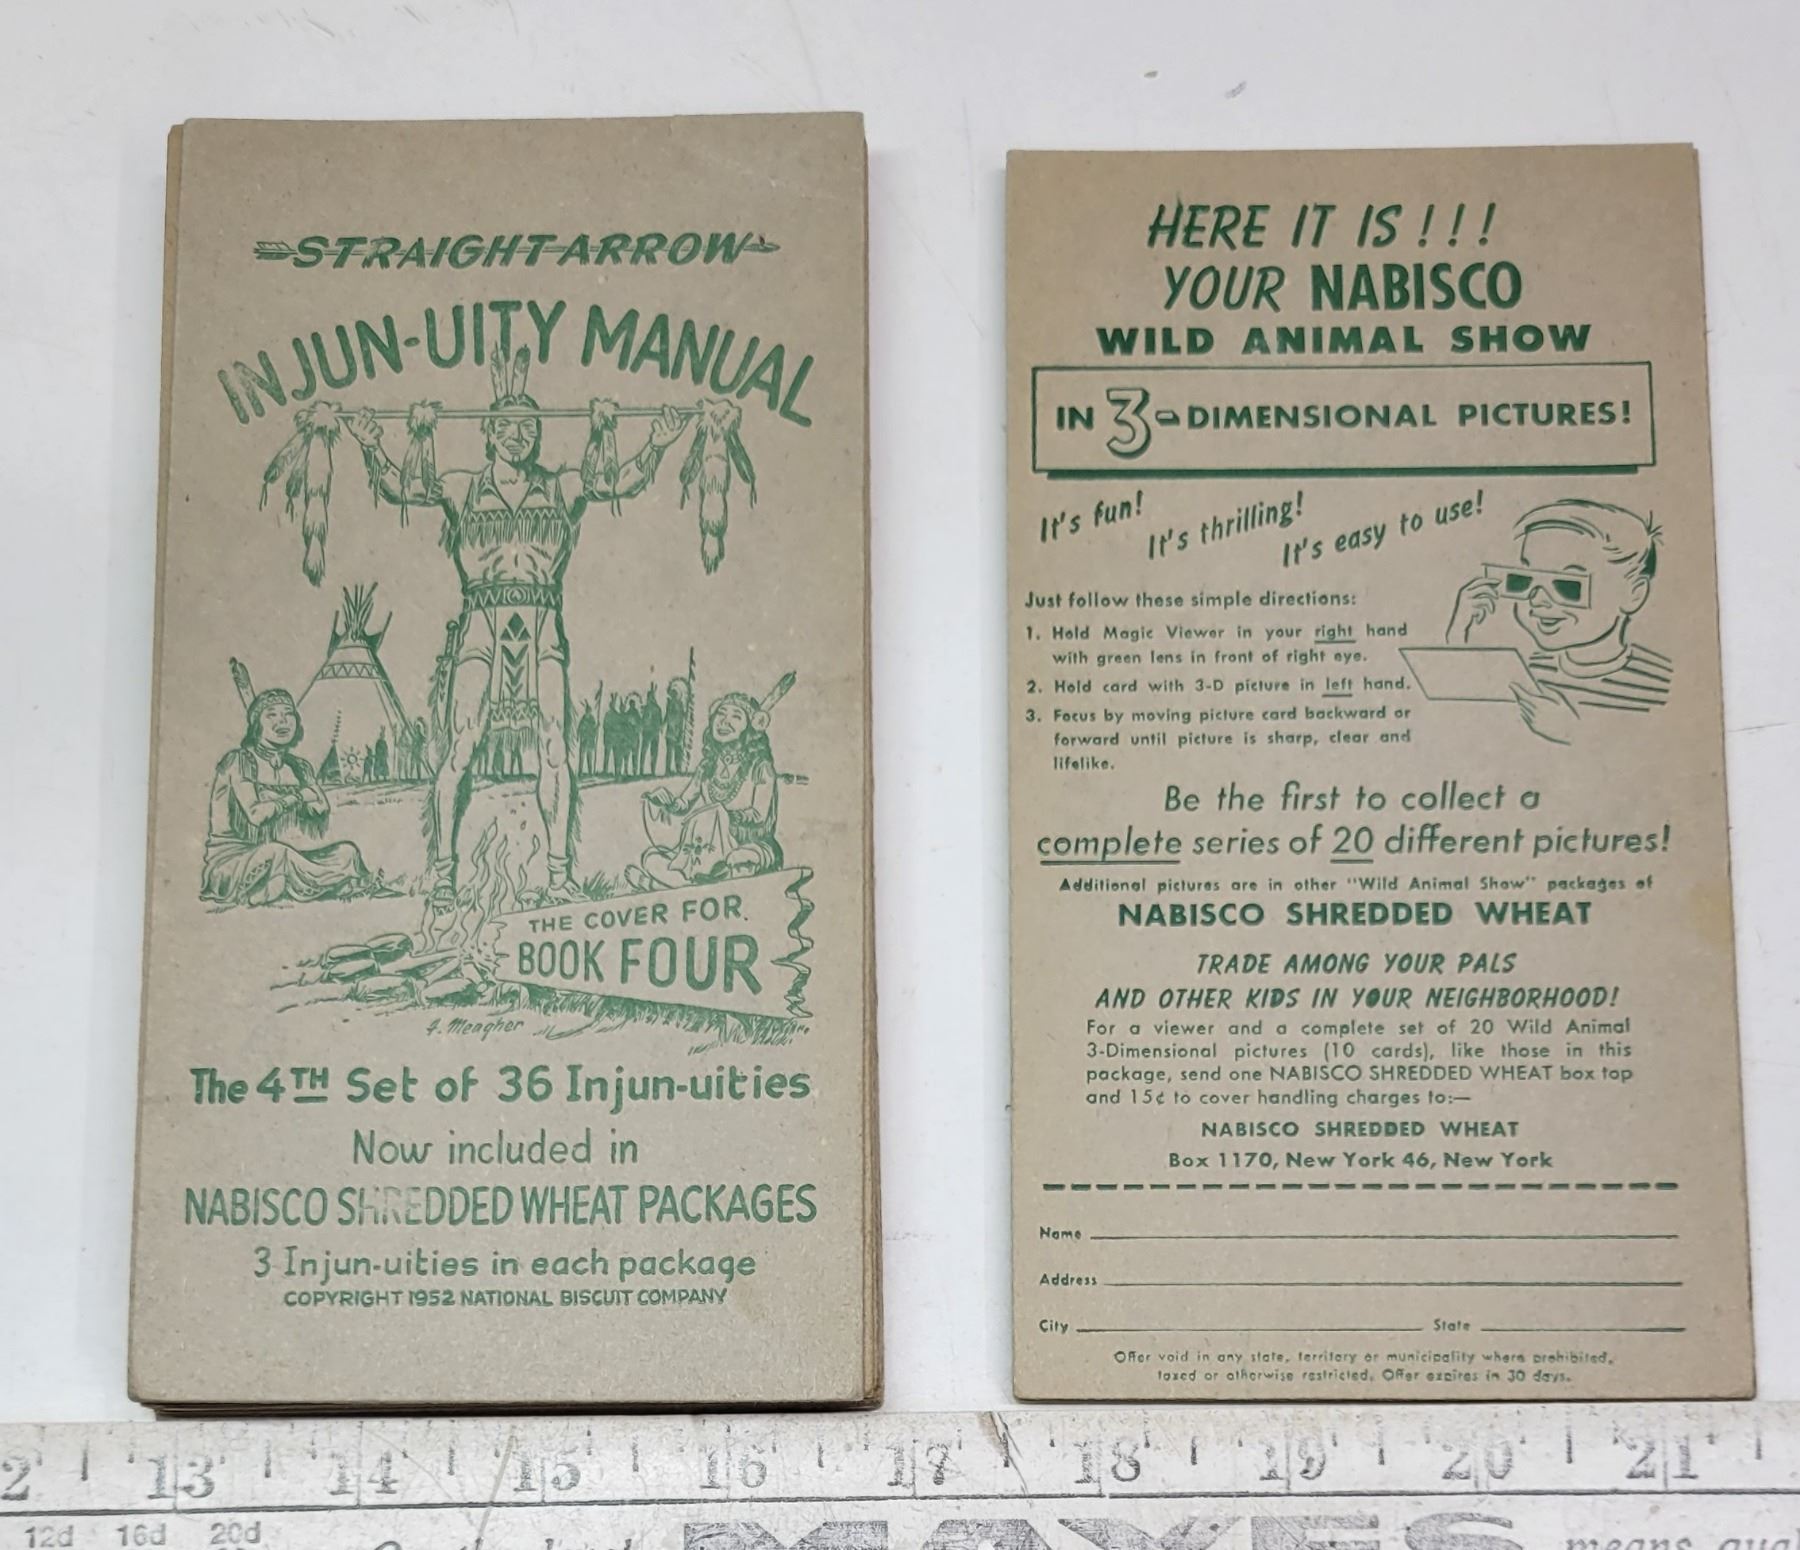 STRAIGHT ARROW
INJUN-UITY MANUAL
THE COVER FOR
BOOK FOUR
F. Meagher
The 4TH Set of 36 Injun-uities
Now included in
NABISCO SHREDDED WHEAT PACKAGES
3 Injun-uities in each package
COPYRIGHT 1952 NATIONAL BISCUIT COMPANY
HERE IT IS!!!
YOUR NABISCO
WILD ANIMAL SHOW
IN 3-DIMENSIONAL PICTURES!
It's fun!
It's thrilling!
It's easy to use!
Just follow these simple directions:
1. Hold Magic Viewer in your right hand
with green lens in front of right eye.
2. Hold card with 3-D picture in left hand.
3. Focus by moving picture card backward or
forward until picture is sharp, clear and
lifelike.
Be the first to collect a
complete series of 20 different pictures!
Additional pictures are in other "Wild Animal Show" packages of
NABISCO SHREDDED WHEAT
TRADE AMONG YOUR PALS
AND OTHER KIDS IN YOUR NEIGHBORHOOD!
For a viewer and a complete set of 20 Wild Animal
3-Dimensional pictures (10 cards), like those in this
package, send one NABISCO SHREDDED WHEAT box top
and 15¢ to cover handling charges to:—
NABISCO SHREDDED WHEAT
Box 1170, New York 46, New York
Name
Address
City State
Offer void in any state, territory or municipality where prohibited,
taxed or otherwise restricted. Offer expires in 30 days.
2 13 14 15 16 17 18 19 20 21
12d 16d 20d
means qual